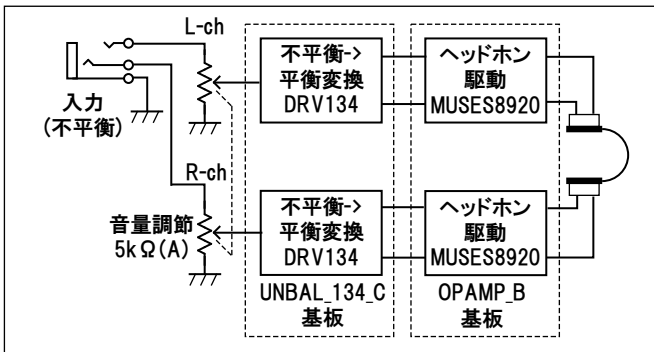 L-ch
入力
(不平衡)
不平衡->
平衡変換
DRV134
ヘッドホン
駆動
MUSES8920
R-ch
音量調節
5kΩ(A)
不平衡->
平衡変換
DRV134
ヘッドホン
駆動
MUSES8920
UNBAL_134_C
基板
OPAMP_B
基板